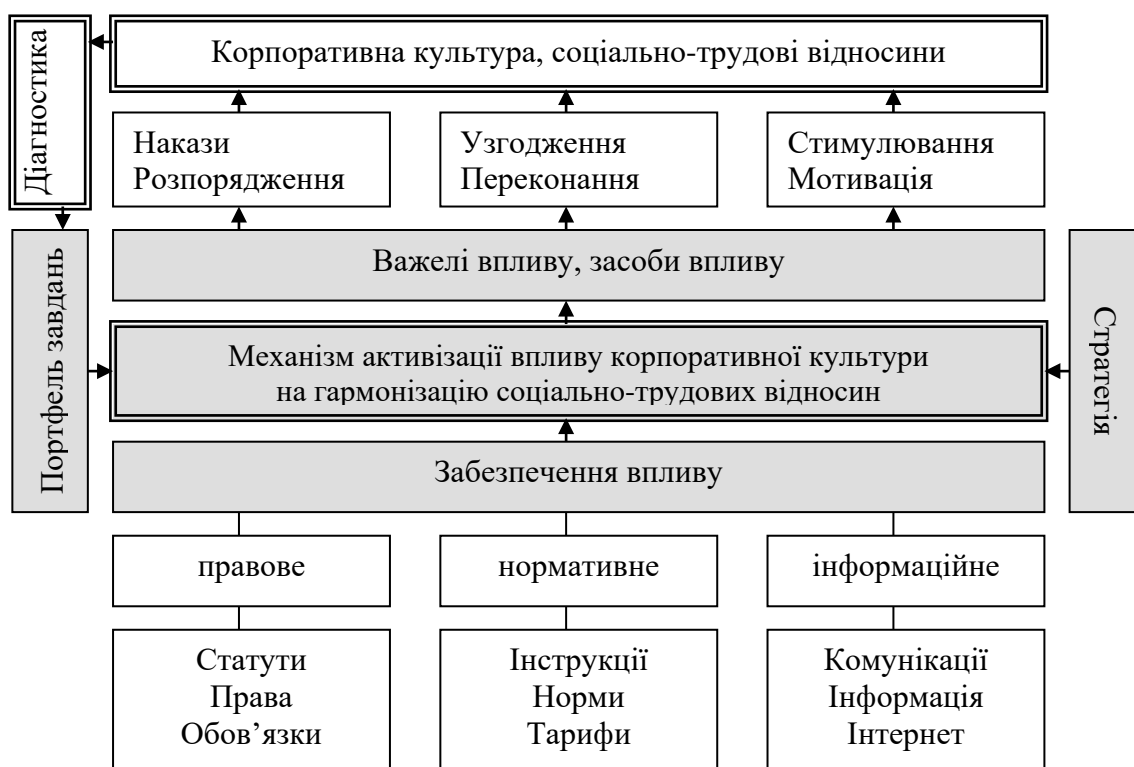 Діагностика
Корпоративна культура, соціально-трудові відносини
Накази
Розпорядження
Узгодження
Переконання
Стимулювання
Мотивація
Портфель завдань
Важелі впливу, засоби впливу
Стратегія
Механізм активізації впливу корпоративної культури
на гармонізацію соціально-трудових відносин
Забезпечення впливу
правове
нормативне
інформаційне
Статути
Права
Обов’язки
Інструкції
Норми
Тарифи
Комунікації
Інформація
Інтернет